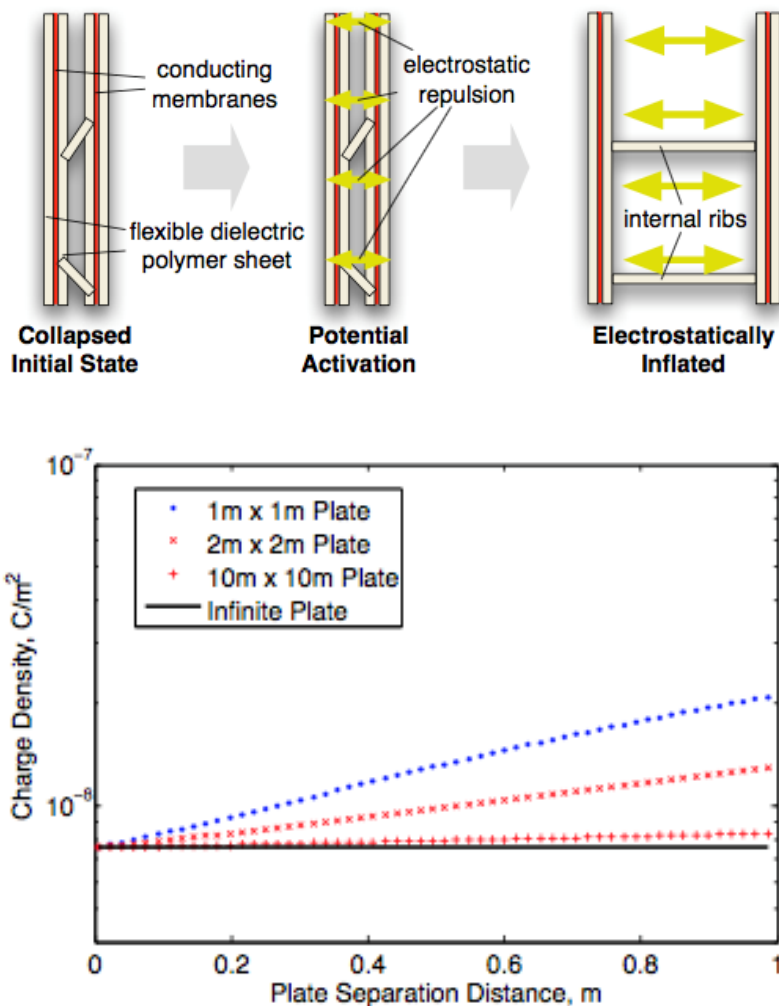 conducting
membranes
electrostatic
repulsion
flexible dielectric
polymer sheet
internal ribs
Collapsed
Initial State
Potential
Activation
Electrostatically
Inflated
10⁻⁷
1m x 1m Plate
2m x 2m Plate
10m x 10m Plate
Infinite Plate
Charge Density, C/m²
10⁻⁸
0 0.2 0.4 0.6 0.8 1
Plate Separation Distance, m